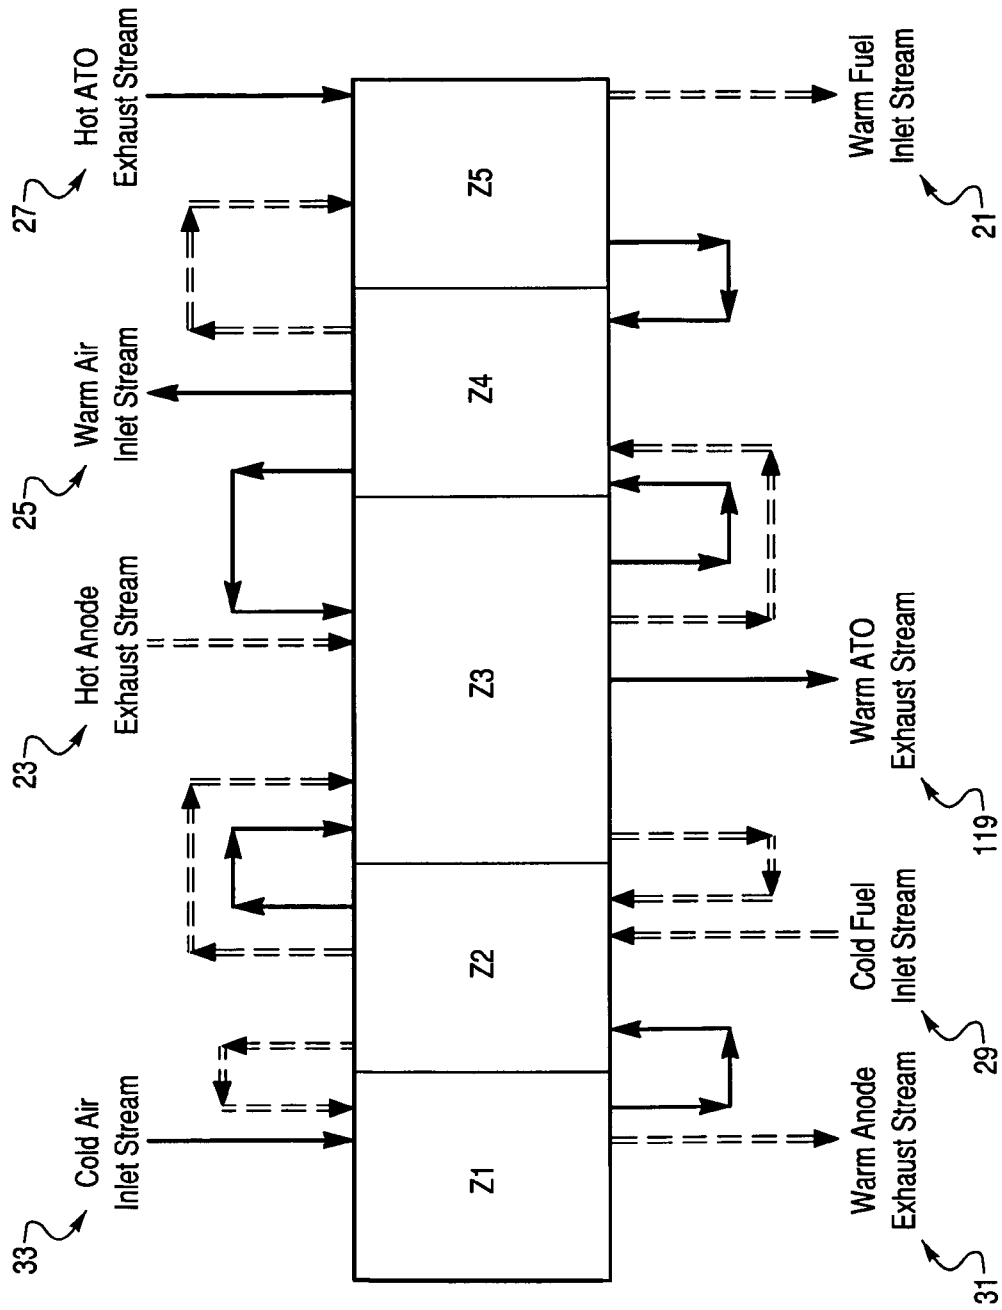 33
Cold Air
Inlet Stream
23
Hot Anode
Exhaust Stream
25
Warm Air
Inlet Stream
27
Hot ATO
Exhaust Stream
Z1
Z2
Z3
Z4
Z5
Warm Anode
Exhaust Stream
31
Cold Fuel
Inlet Stream
29
Warm ATO
Exhaust Stream
119
Warm Fuel
Inlet Stream
21